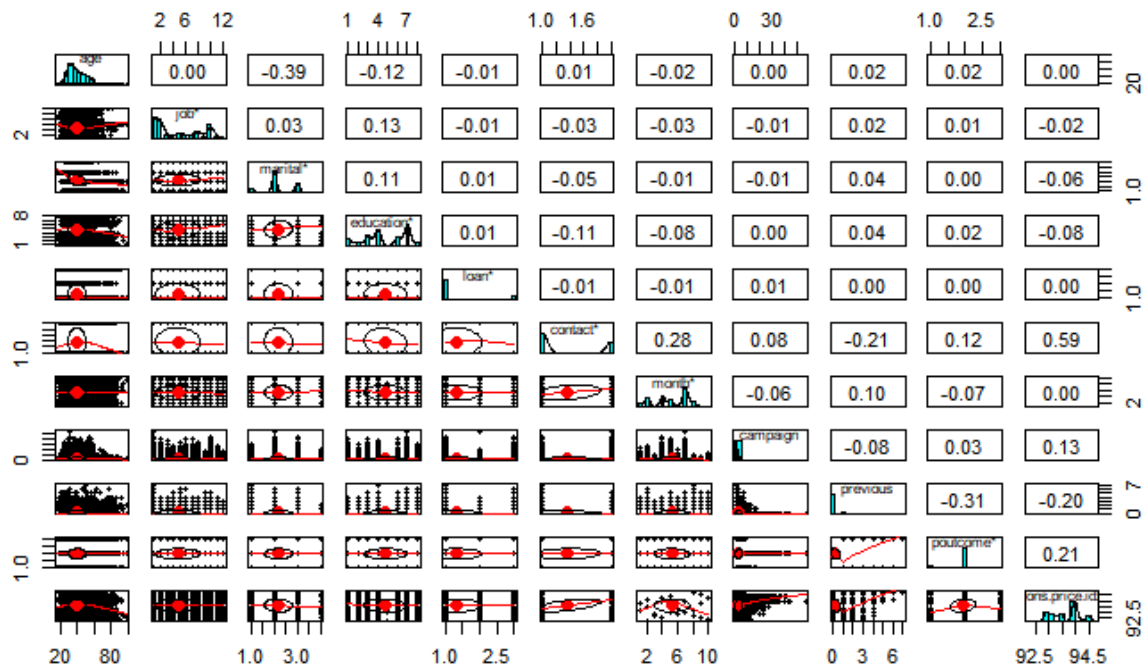 2 6 12 1 4 7 1.0 1.6 0 30 1.0 2.5
age 0.00 -0.39 -0.12 -0.01 0.01 -0.02 0.00 0.02 0.02 0.00 20
2 job* 0.03 0.13 -0.01 -0.03 -0.03 -0.01 0.02 0.01 -0.02
marital* 0.11 0.01 -0.05 -0.01 -0.01 0.04 0.00 -0.06 1.0
1 8 education* 0.01 -0.11 -0.08 0.00 0.04 0.02 -0.08
loan* -0.01 -0.01 0.01 0.00 0.00 0.00 1.0
1.0 contact* 0.28 0.08 -0.21 0.12 0.59
month* -0.06 0.10 -0.07 0.00 2
0 campaign -0.08 0.03 0.13
previous -0.31 -0.20 0 7
1.0 poutcome* 0.21
ons.price.id 92.5
20 80 1.0 3.0 1.0 2.5 2 6 10 0 2 4 6 92.5 94.5